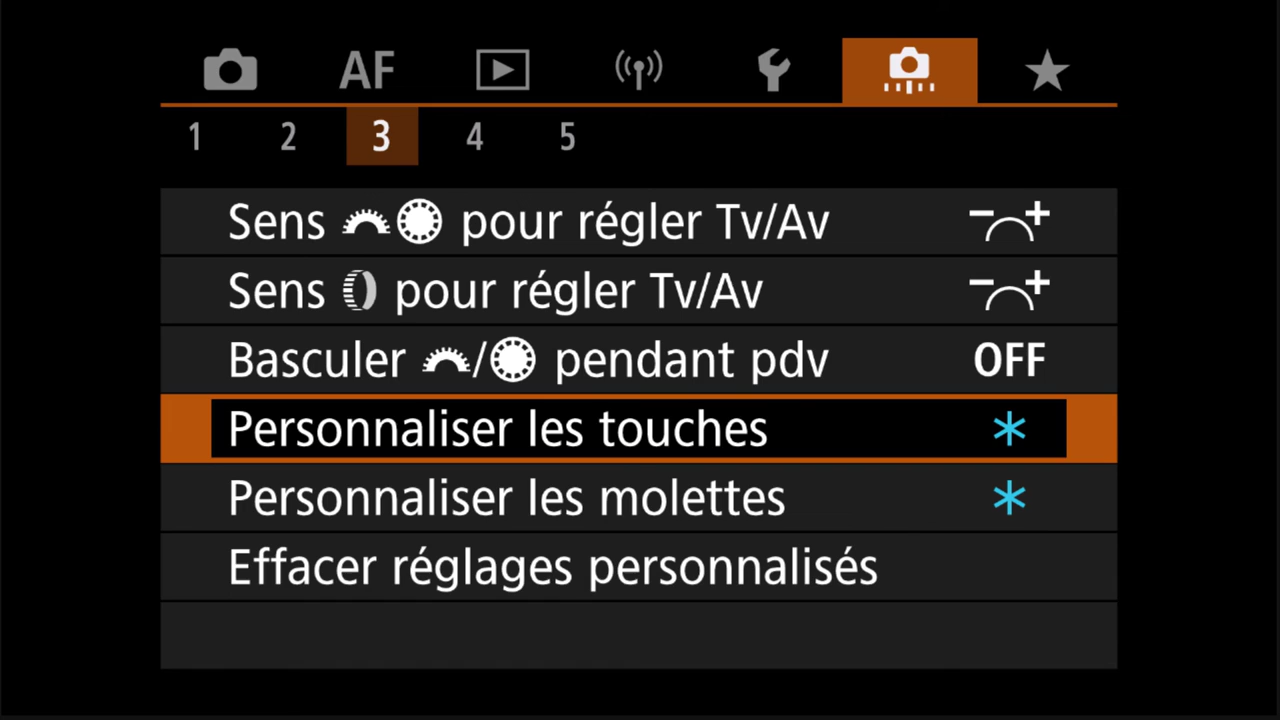 AF
1 2 3 4 5
Sens pour régler Tv/Av − +
Sens pour régler Tv/Av − +
Basculer / pendant pdv OFF
Personnaliser les touches *
Personnaliser les molettes *
Effacer réglages personnalisés